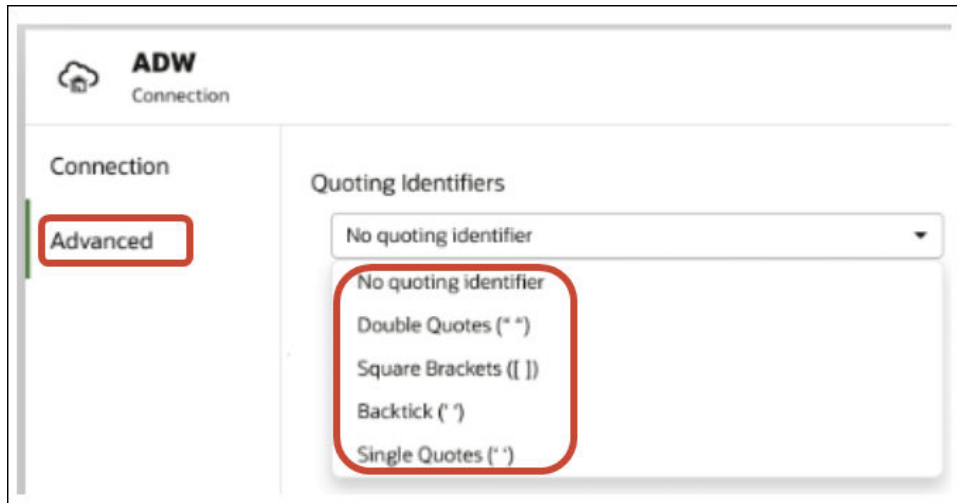 ADW
Connection
Connection
Advanced
Quoting Identifiers
No quoting identifier
No quoting identifier
Double Quotes (“ ”)
Square Brackets ([ ])
Backtick (‘ ’)
Single Quotes (‘ ’)